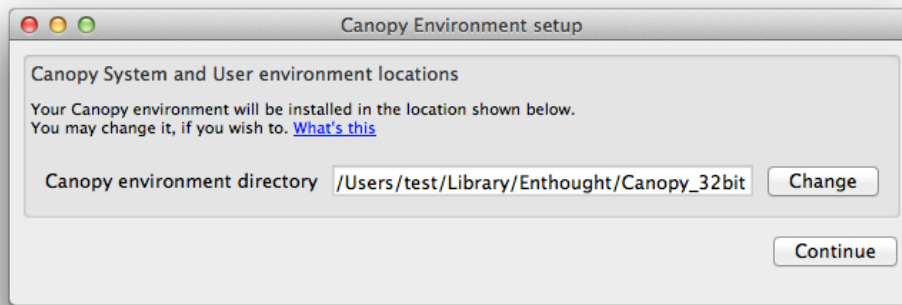 Canopy Environment setup
Canopy System and User environment locations
Your Canopy environment will be installed in the location shown below.
You may change it, if you wish to. What's this
Canopy environment directory /Users/test/Library/Enthought/Canopy_32bit Change
Continue